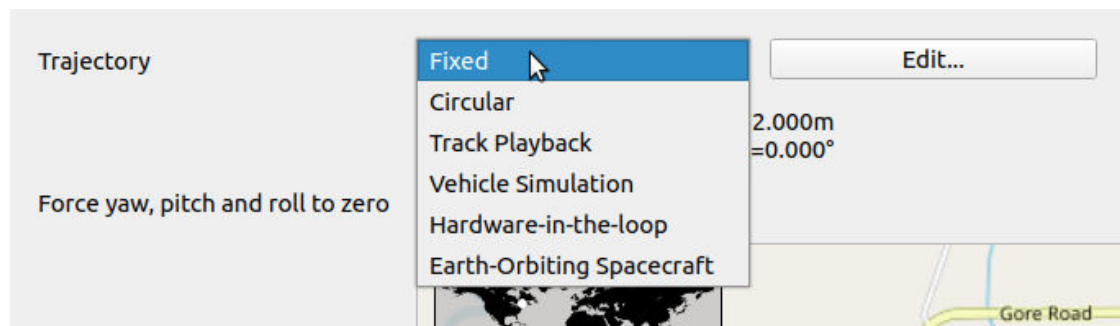 Trajectory
Fixed
Edit...
Circular
2.000m
Track Playback
=0.000°
Vehicle Simulation
Force yaw, pitch and roll to zero
Hardware-in-the-loop
Earth-Orbiting Spacecraft
Gore Road